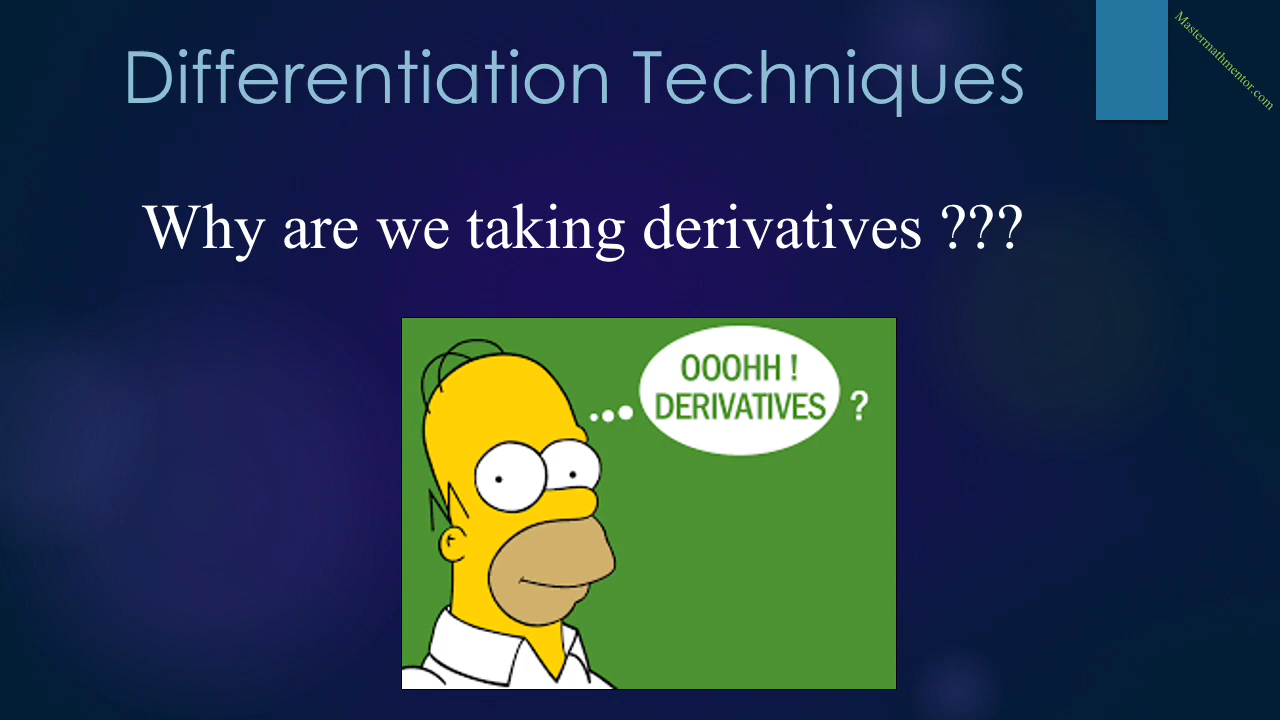 Differentiation Techniques
Mastermathmentor.com
Why are we taking derivatives ???
OOOHH !
DERIVATIVES ?